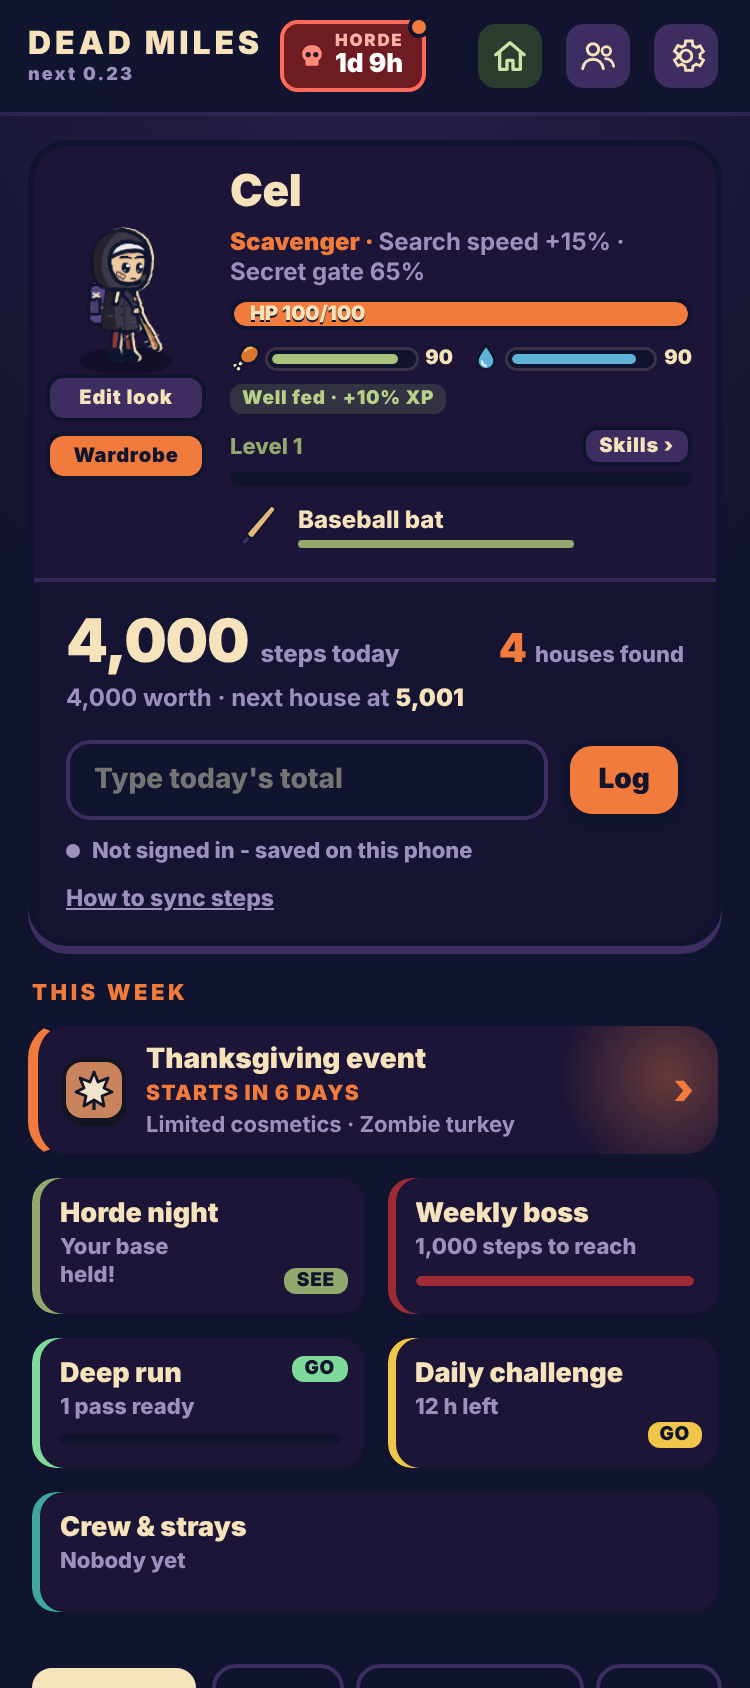 DEAD MILES
next 0.23
HORDE
1d 9h
Cel
Scavenger · Search speed +15% ·
Secret gate 65%
HP 100/100
90
90
Well fed · +10% XP
Edit look
Wardrobe
Level 1
Skills ›
Baseball bat
4,000 steps today
4 houses found
4,000 worth · next house at 5,001
Type today's total
Log
Not signed in - saved on this phone
How to sync steps
THIS WEEK
Thanksgiving event
STARTS IN 6 DAYS
Limited cosmetics · Zombie turkey
Horde night
Your base
held!
SEE
Weekly boss
1,000 steps to reach
Deep run
GO
1 pass ready
Daily challenge
12 h left
GO
Crew & strays
Nobody yet